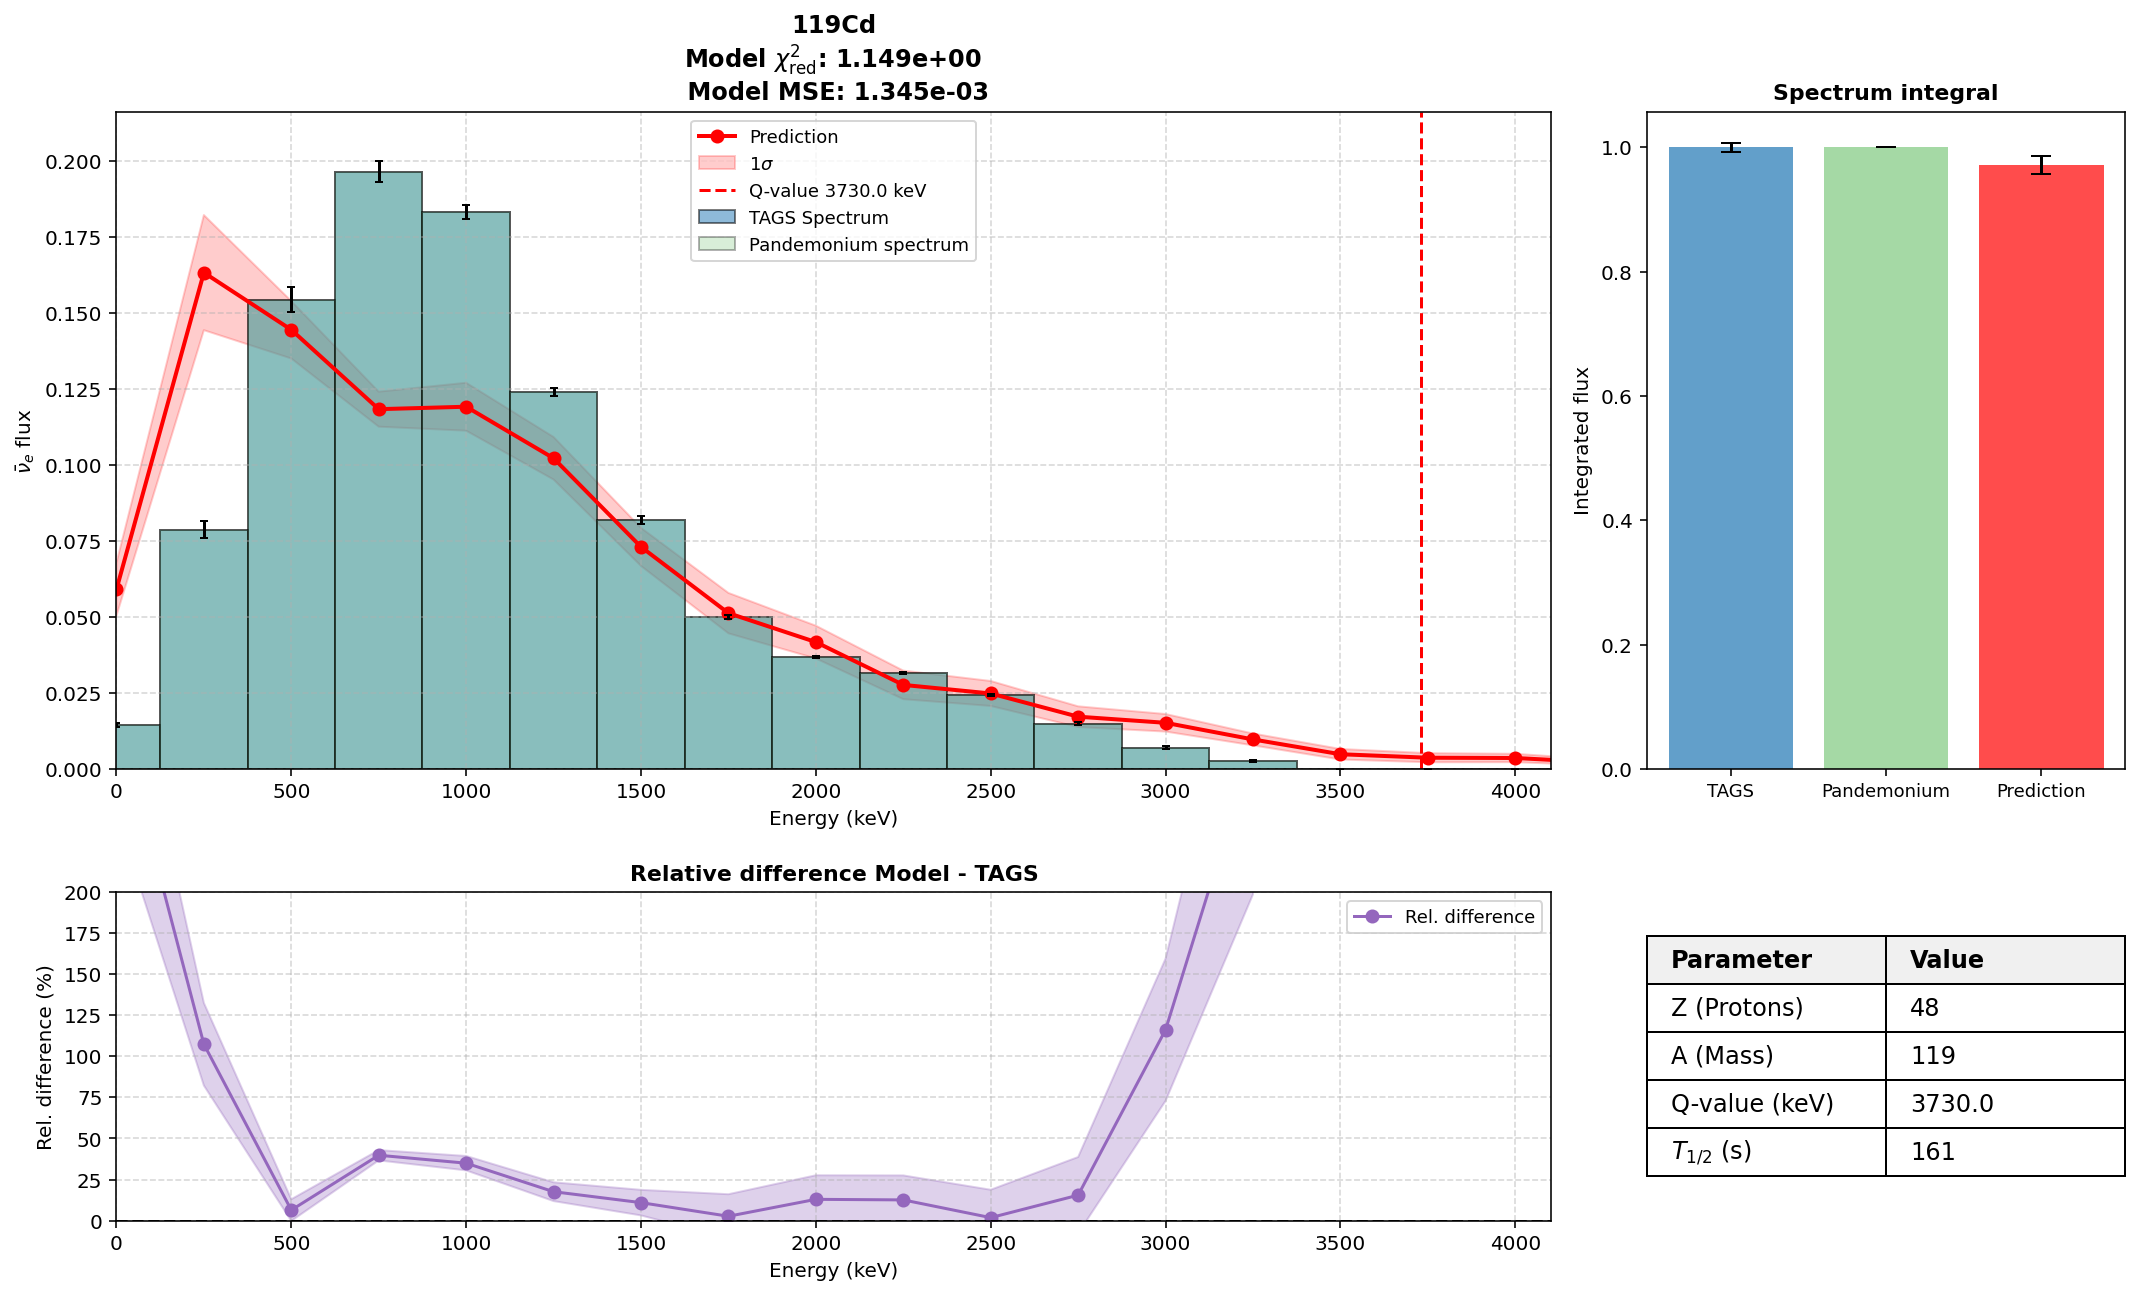 119Cd
Model χ²red: 1.149e+00
Model MSE: 1.345e-03
Prediction
1σ
Q-value 3730.0 keV
TAGS Spectrum
Pandemonium spectrum
0.200
0.175
0.150
0.125
0.100
0.075
0.050
0.025
0.000
ν̄e flux
0 500 1000 1500 2000 2500 3000 3500 4000
Energy (keV)
Spectrum integral
1.0
0.8
0.6
0.4
0.2
0.0
Integrated flux
TAGS Pandemonium Prediction
Relative difference Model - TAGS
Rel. difference
200
175
150
125
100
75
50
25
0
Rel. difference (%)
0 500 1000 1500 2000 2500 3000 3500 4000
Energy (keV)
Parameter Value
Z (Protons) 48
A (Mass) 119
Q-value (keV) 3730.0
T1/2 (s) 161